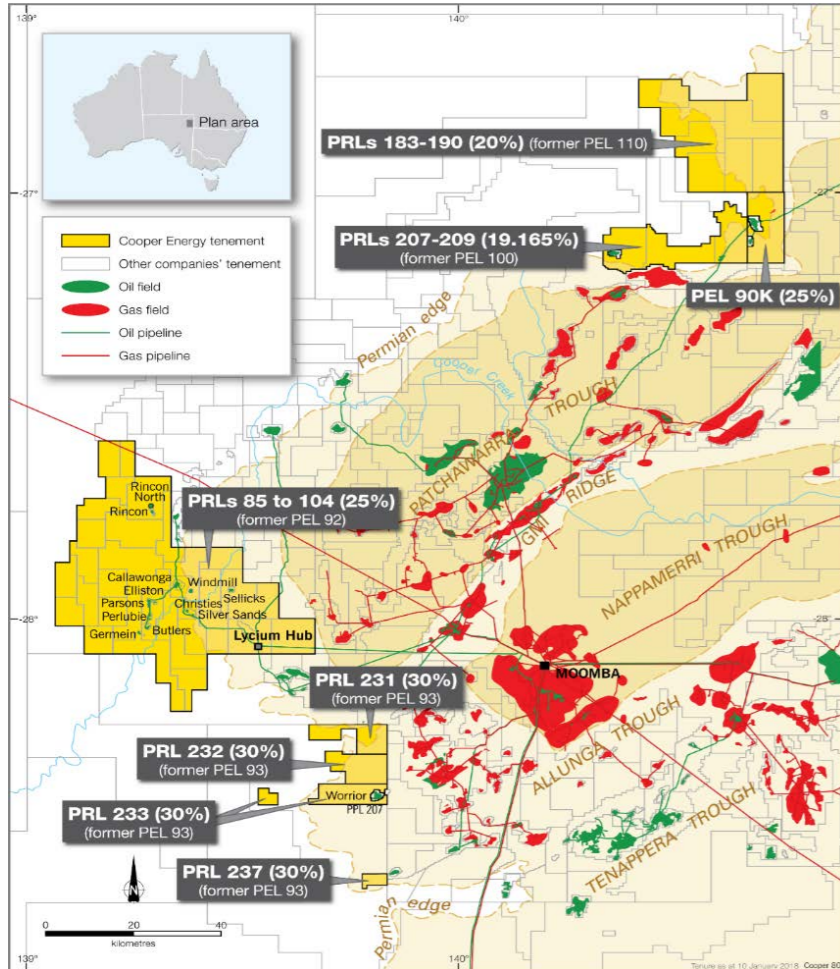 139°
140°
Plan area
PRLs 183-190 (20%) (former PEL 110)
-27°
-27°
Cooper Energy tenement
Other companies' tenement
Oil field
Gas field
Oil pipeline
Gas pipeline
PRLs 207-209 (19.165%)
(former PEL 100)
PEL 90K (25%)
Permian edge
Cooper Creek
PATCHAWARRA TROUGH
GMI RIDGE
NAPPAMERRI TROUGH
Rincon
North
Rincon
PRLs 85 to 104 (25%)
(former PEL 92)
Callawonga
Windmill
Elliston
Sellicks
Parsons
Christies
Perlubie
Silver Sands
Germein
Butlers
-28°
-28°
Lycium Hub
MOOMBA
PRL 231 (30%)
(former PEL 93)
ALLUNGA TROUGH
PRL 232 (30%)
(former PEL 93)
Worrior
PPL 207
PRL 233 (30%)
(former PEL 93)
TENAPPERA TROUGH
PRL 237 (30%)
(former PEL 93)
N
Permian edge
0 20 40
kilometres
139°
140°
Tenure as at 10 January 2018 Cooper